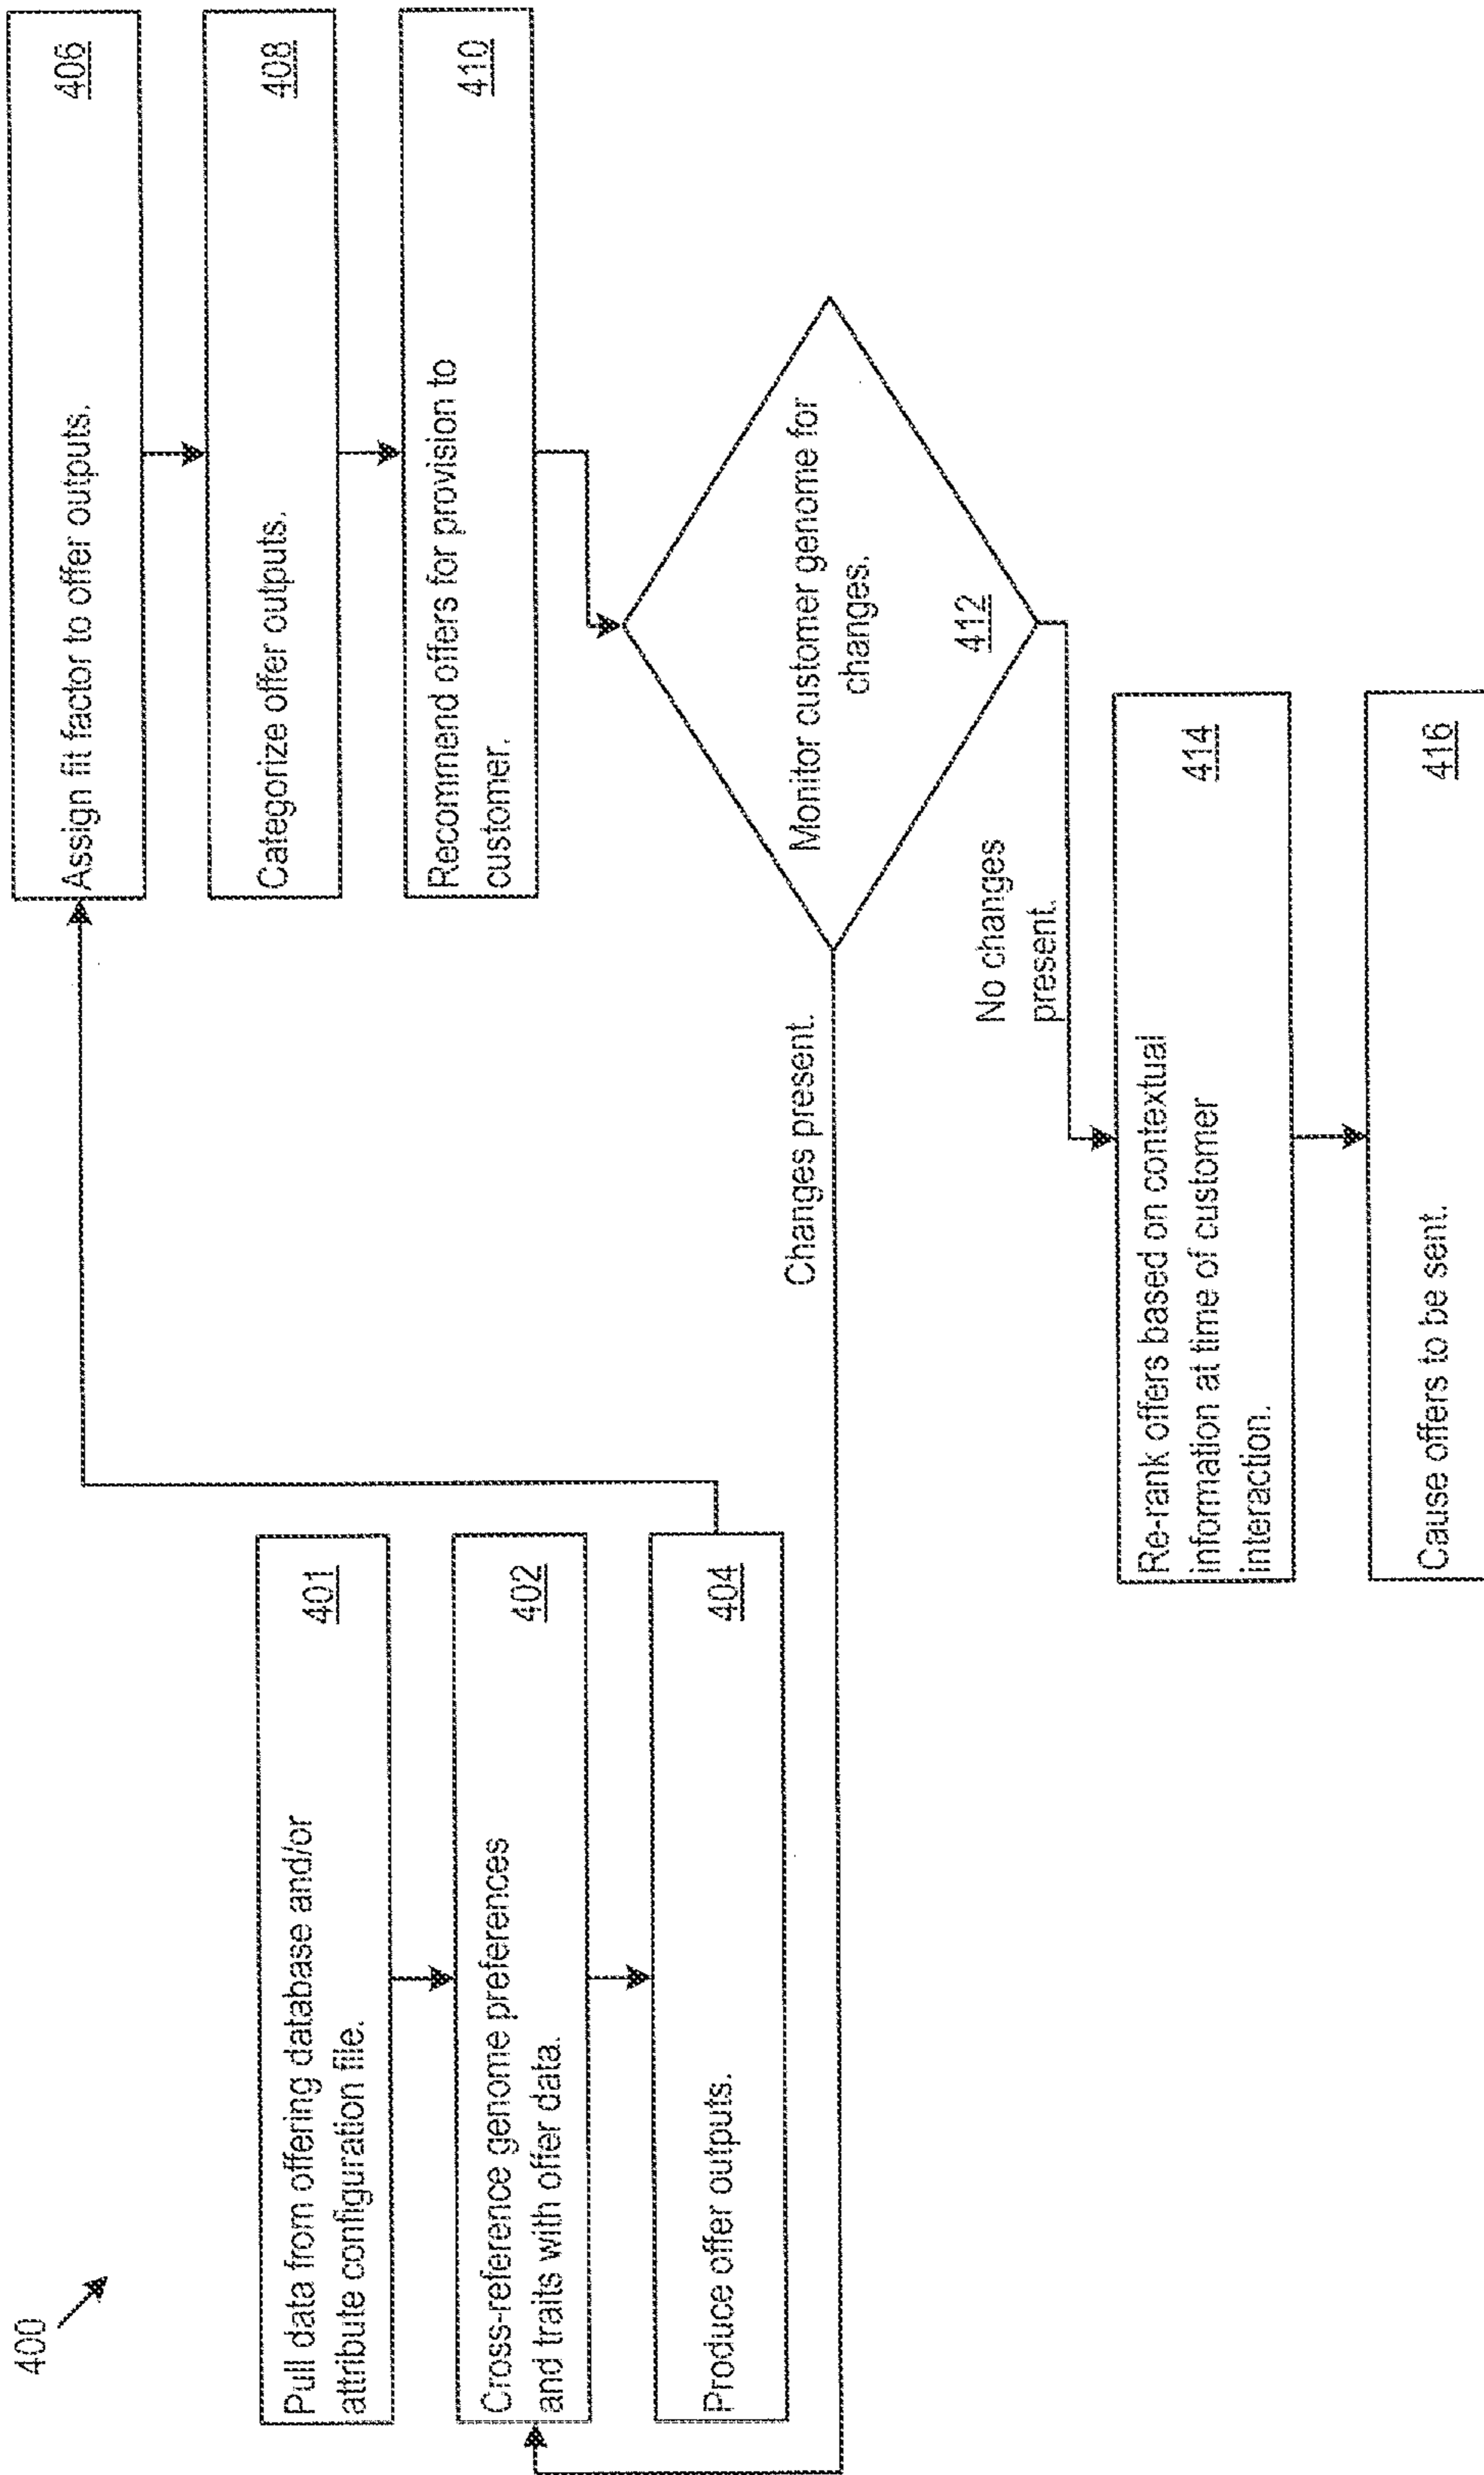 400
Pull data from offering database and/or
attribute configuration file.
401
Cross-reference genome preferences
and traits with offer data.
402
Produce offer outputs.
404
Assign fit factor to offer outputs.
406
Categorize offer outputs.
408
Recommend offers for provision to
customer.
410
Monitor customer genome for
changes.
412
Changes present.
No changes
present.
Re-rank offers based on contextual
information at time of customer
interaction.
414
Cause offers to be sent.
416